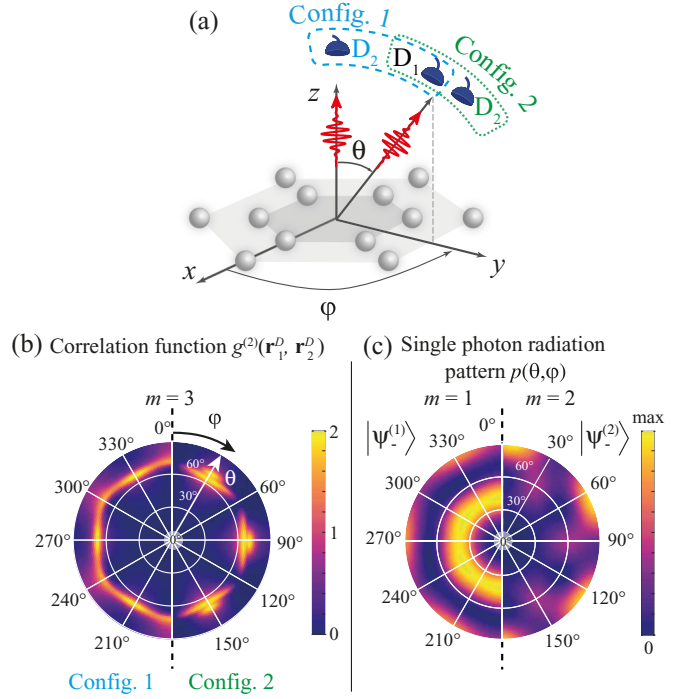 (a)
Config. 1
D₂
D₁
Config. 2
D₂
z
θ
x
y
φ
(b) Correlation function g⁽²⁾(r₁ᴰ, r₂ᴰ)
m = 3
0°
φ
330°
300°
60°
270°
90°
240°
120°
210°
150°
60°
30°
0°
θ
2
1
0
Config. 1 Config. 2
(c) Single photon radiation
pattern p(θ,φ)
m = 1 m = 2
|Ψ₋⁽¹⁾⟩ 0° |Ψ₋⁽²⁾⟩ max
330° 30°
300° 60°
270° 90°
240° 120°
210° 150°
60°
30°
0°
0